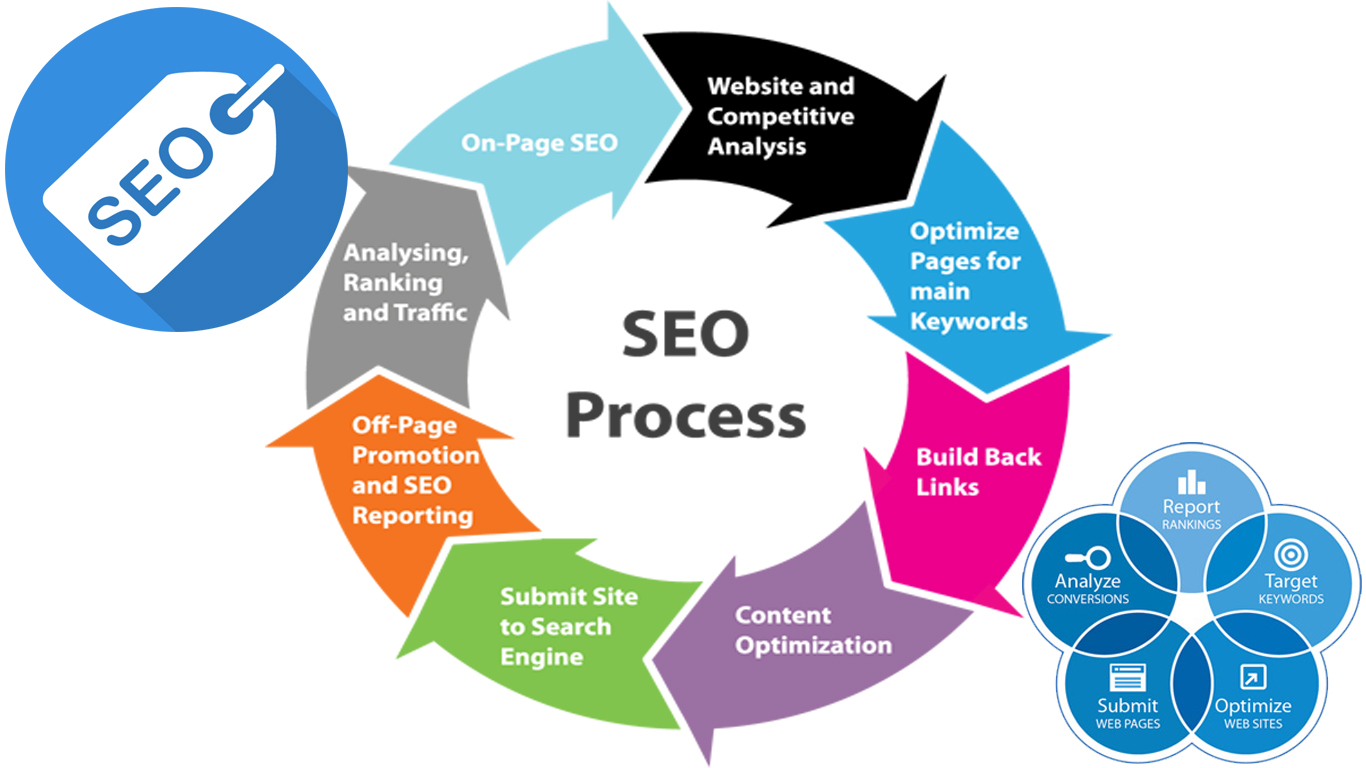 SEO
On-Page SEO
Website and
Competitive
Analysis
Optimize
Pages for
main
Keywords
Build Back
Links
Content
Optimization
Submit Site
to Search
Engine
Off-Page
Promotion
and SEO
Reporting
Analysing,
Ranking
and Traffic
SEO
Process
Report
RANKINGS
Target
KEYWORDS
Optimize
WEB SITES
Submit
WEB PAGES
Analyze
CONVERSIONS